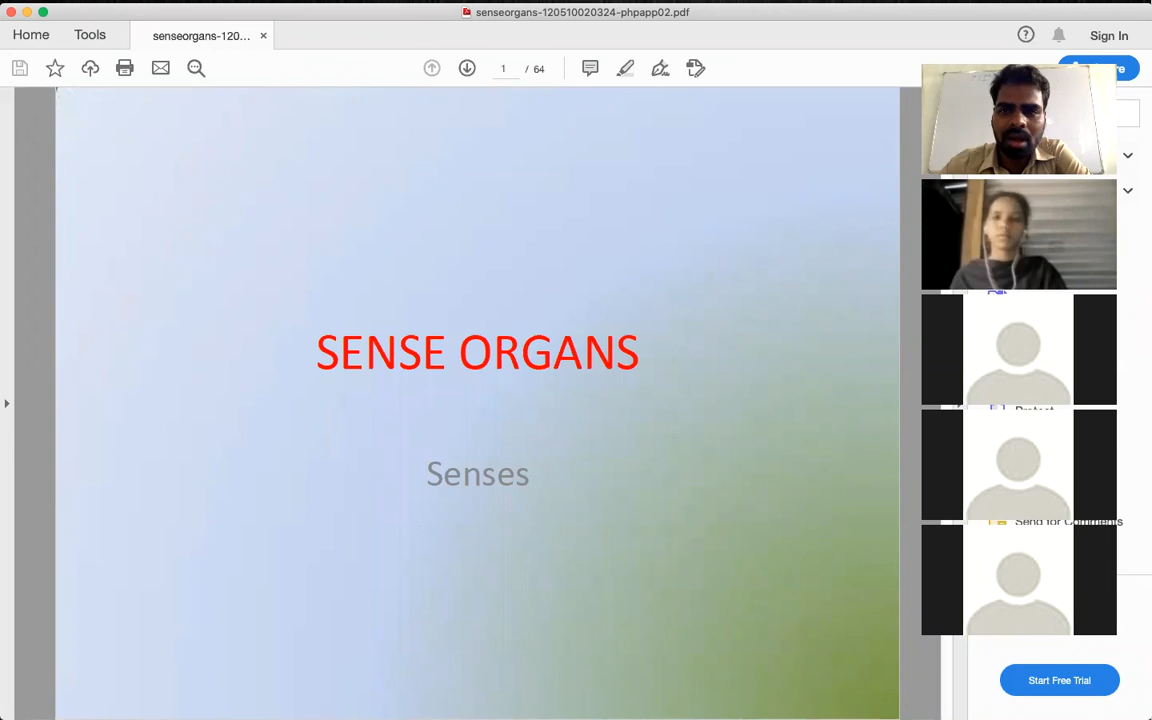 senseorgans-120510020324-phpapp02.pdf
Home Tools senseorgans-120... × Sign In
1 / 64
SENSE ORGANS
Senses
Send for Comments
Start Free Trial